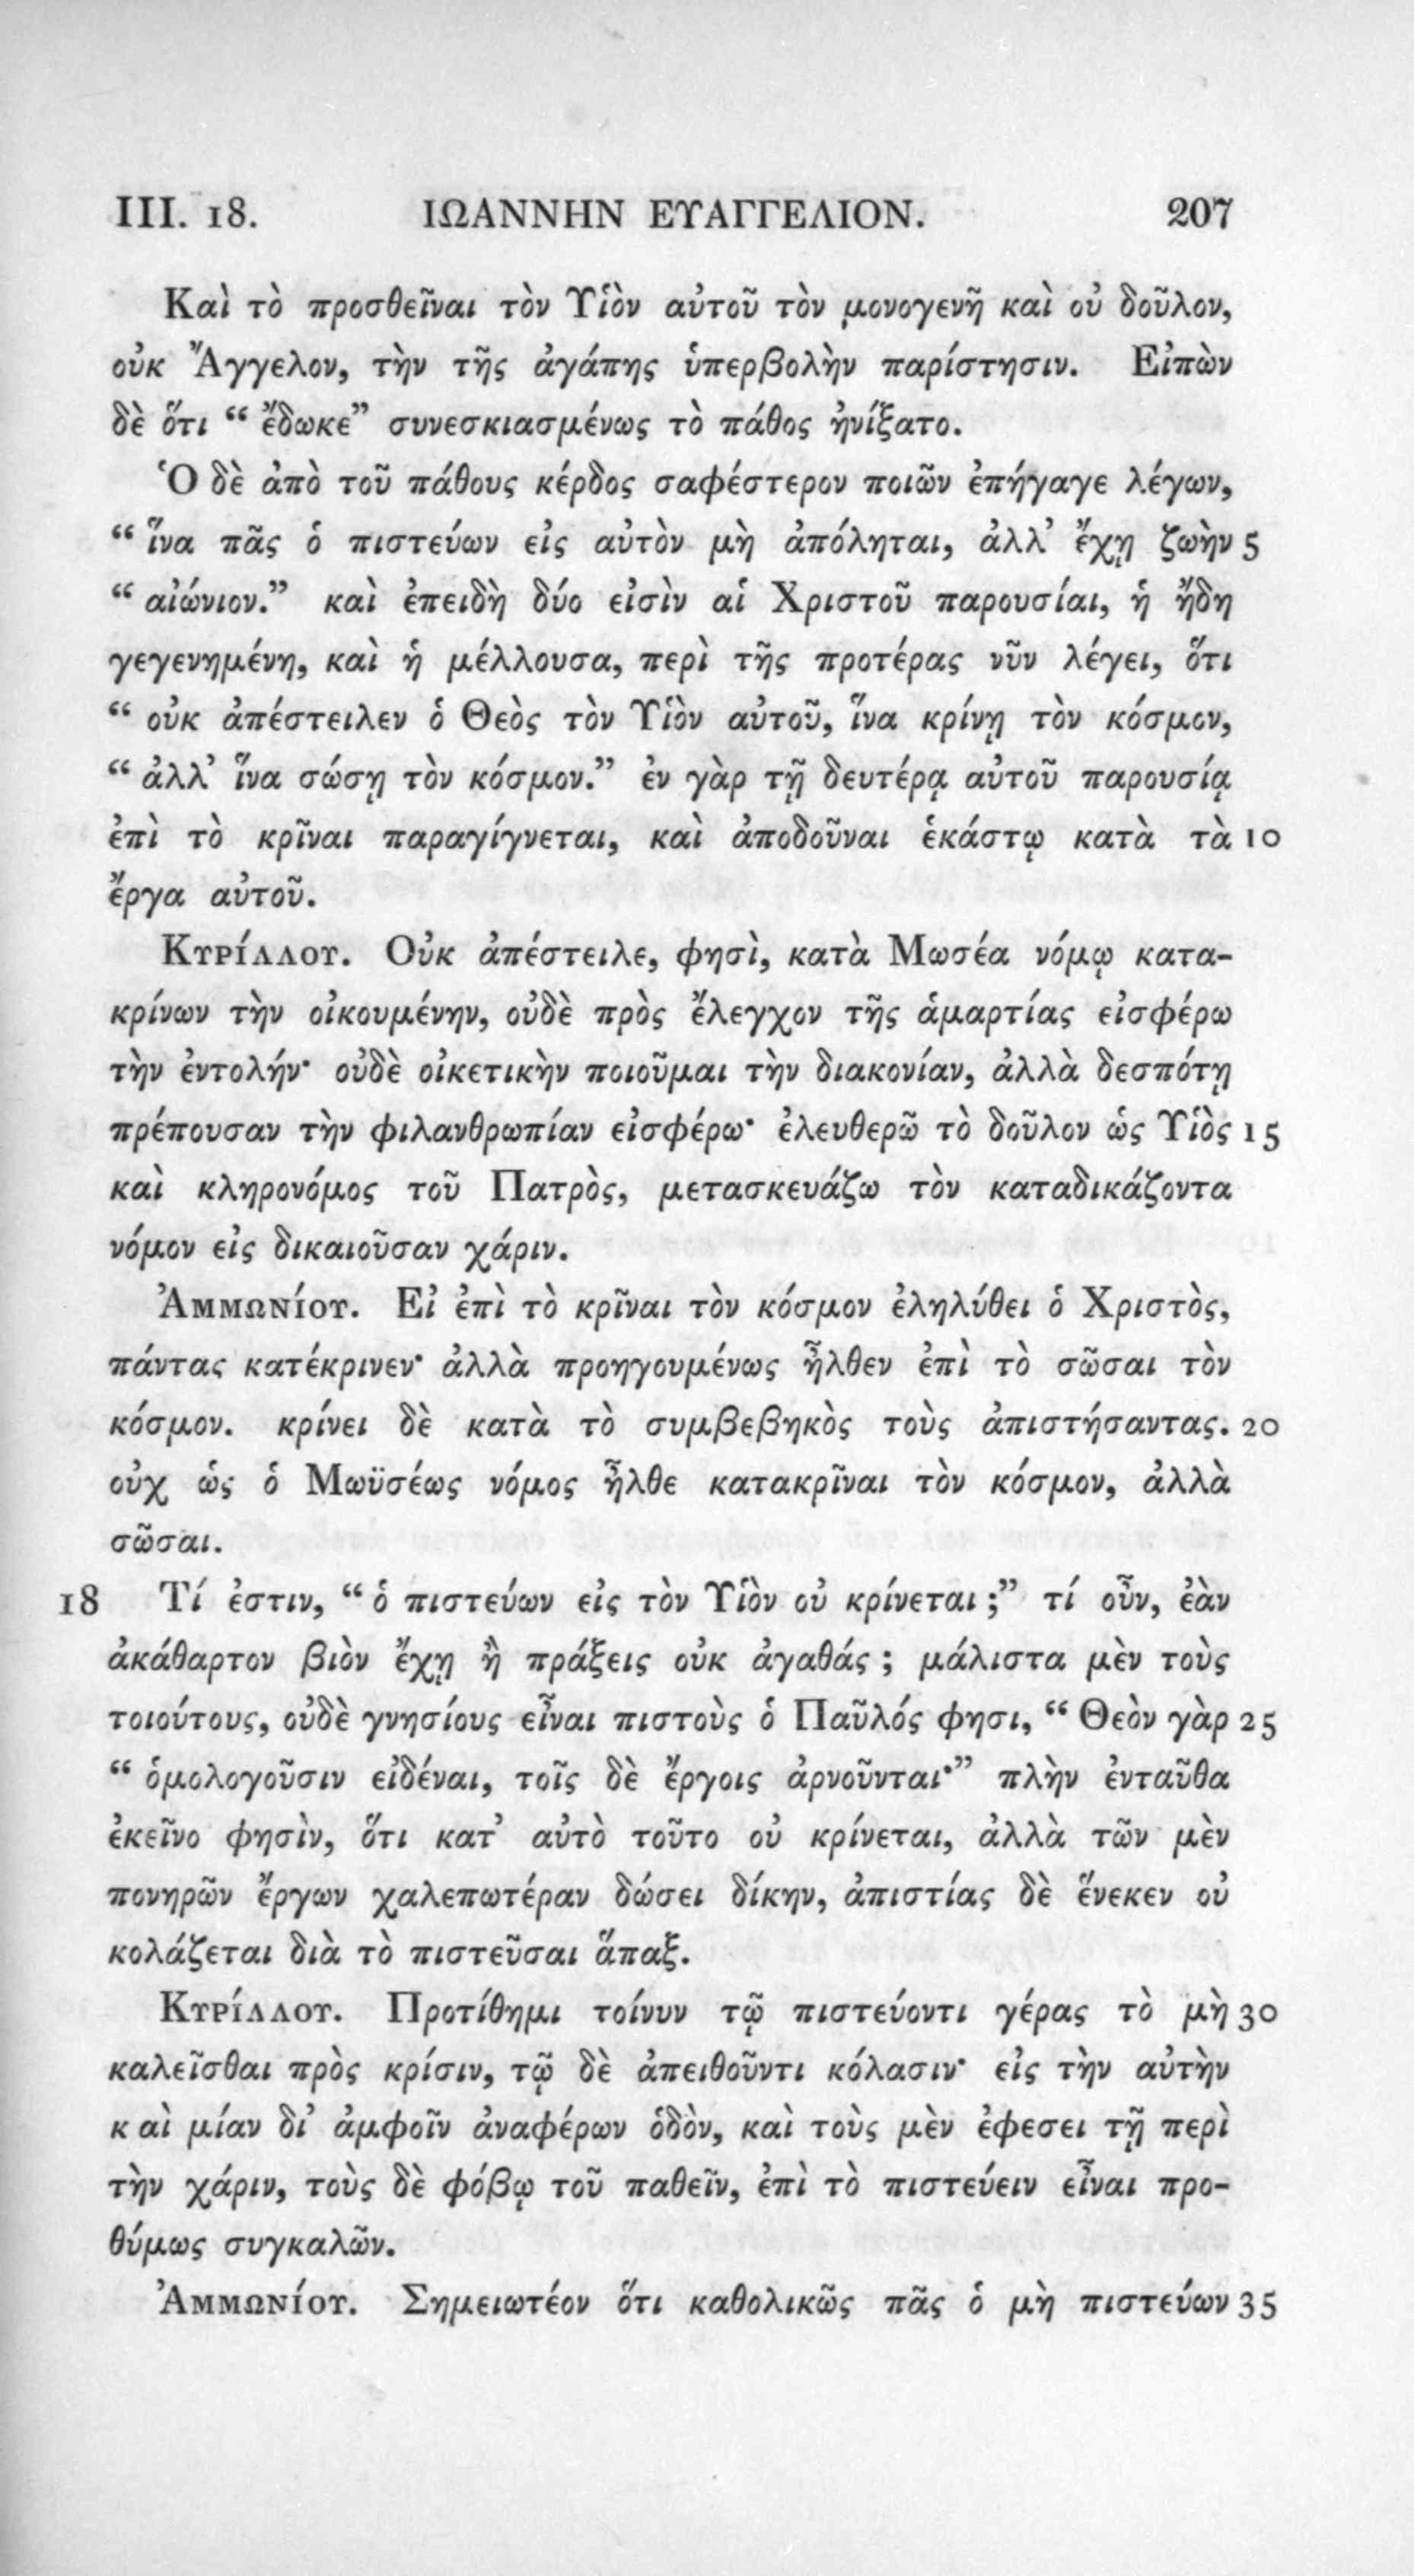 III. 18. ΙΩΑΝΝΗΝ ΕΥΑΓΓΕΛΙΟΝ. 207
Καὶ τὸ προσθεῖναι τὸν Υἱὸν αὐτοῦ τὸν μονογενῆ καὶ οὐ δοῦλον,
οὐκ Ἄγγελον, τὴν τῆς ἀγάπης ὑπερβολὴν παρίστησιν. Εἰπὼν
δὲ ὅτι “ ἔδωκε” συνεσκιασμένως τὸ πάθος ἠνίξατο.
Ὁ δὲ ἀπὸ τοῦ πάθους κέρδος σαφέστερον ποιῶν ἐπήγαγε λέγων,
“ ἵνα πᾶς ὁ πιστεύων εἰς αὐτὸν μὴ ἀπόληται, ἀλλ’ ἔχῃ ζωὴν 5
“ αἰώνιον.” καὶ ἐπειδὴ δύο εἰσὶν αἱ Χριστοῦ παρουσίαι, ἡ ἤδη
γεγενημένη, καὶ ἡ μέλλουσα, περὶ τῆς προτέρας νῦν λέγει, ὅτι
“ οὐκ ἀπέστειλεν ὁ Θεὸς τὸν Υἱὸν αὐτοῦ, ἵνα κρίνῃ τὸν κόσμον,
“ ἀλλ’ ἵνα σώσῃ τὸν κόσμον.” ἐν γὰρ τῇ δευτέρᾳ αὐτοῦ παρουσίᾳ
ἐπὶ τὸ κρῖναι παραγίγνεται, καὶ ἀποδοῦναι ἑκάστῳ κατὰ τὰ 10
ἔργα αὐτοῦ.
Κυρίλλου. Οὐκ ἀπέστειλε, φησὶ, κατὰ Μωσέα νόμῳ κατα-
κρίνων τὴν οἰκουμένην, οὐδὲ πρὸς ἔλεγχον τῆς ἁμαρτίας εἰσφέρω
τὴν ἐντολήν· οὐδὲ οἰκετικὴν ποιοῦμαι τὴν διακονίαν, ἀλλὰ δεσπότῃ
πρέπουσαν τὴν φιλανθρωπίαν εἰσφέρω· ἐλευθερῶ τὸ δοῦλον ὡς Υἱὸς 15
καὶ κληρονόμος τοῦ Πατρὸς, μετασκευάζω τὸν καταδικάζοντα
νόμον εἰς δικαιοῦσαν χάριν.
Ἀμμωνίου. Εἰ ἐπὶ τὸ κρῖναι τὸν κόσμον ἐληλύθει ὁ Χριστὸς,
πάντας κατέκρινεν· ἀλλὰ προηγουμένως ἦλθεν ἐπὶ τὸ σῶσαι τὸν
κόσμον. κρίνει δὲ κατὰ τὸ συμβεβηκὸς τοὺς ἀπιστήσαντας. 20
οὐχ ὡς ὁ Μωϋσέως νόμος ἦλθε κατακρῖναι τὸν κόσμον, ἀλλὰ
σῶσαι.
18 Τί ἐστιν, “ ὁ πιστεύων εἰς τὸν Υἱὸν οὐ κρίνεται ;” τί οὖν, ἐὰν
ἀκάθαρτον βιὸν ἔχῃ ἢ πράξεις οὐκ ἀγαθάς ; μάλιστα μὲν τοὺς
τοιούτους, οὐδὲ γνησίους εἶναι πιστοὺς ὁ Παῦλός φησι, “ Θεὸν γὰρ 25
“ ὁμολογοῦσιν εἰδέναι, τοῖς δὲ ἔργοις ἀρνοῦνται·” πλὴν ἐνταῦθα
ἐκεῖνο φησὶν, ὅτι κατ’ αὐτὸ τοῦτο οὐ κρίνεται, ἀλλὰ τῶν μὲν
πονηρῶν ἔργων χαλεπωτέραν δώσει δίκην, ἀπιστίας δὲ ἕνεκεν οὐ
κολάζεται διὰ τὸ πιστεῦσαι ἅπαξ.
Κυρίλλου. Προτίθημι τοίνυν τῷ πιστεύοντι γέρας τὸ μὴ 30
καλεῖσθαι πρὸς κρίσιν, τῷ δὲ ἀπειθοῦντι κόλασιν· εἰς τὴν αὐτὴν
κ αὶ μίαν δι’ ἀμφοῖν ἀναφέρων ὁδὸν, καὶ τοὺς μὲν ἐφεσει τῇ περὶ
τὴν χάριν, τοὺς δὲ φόβῳ τοῦ παθεῖν, ἐπὶ τὸ πιστεύειν εἶναι προ-
θύμως συγκαλῶν.
Ἀμμωνίου. Σημειωτέον ὅτι καθολικῶς πᾶς ὁ μὴ πιστεύων 35